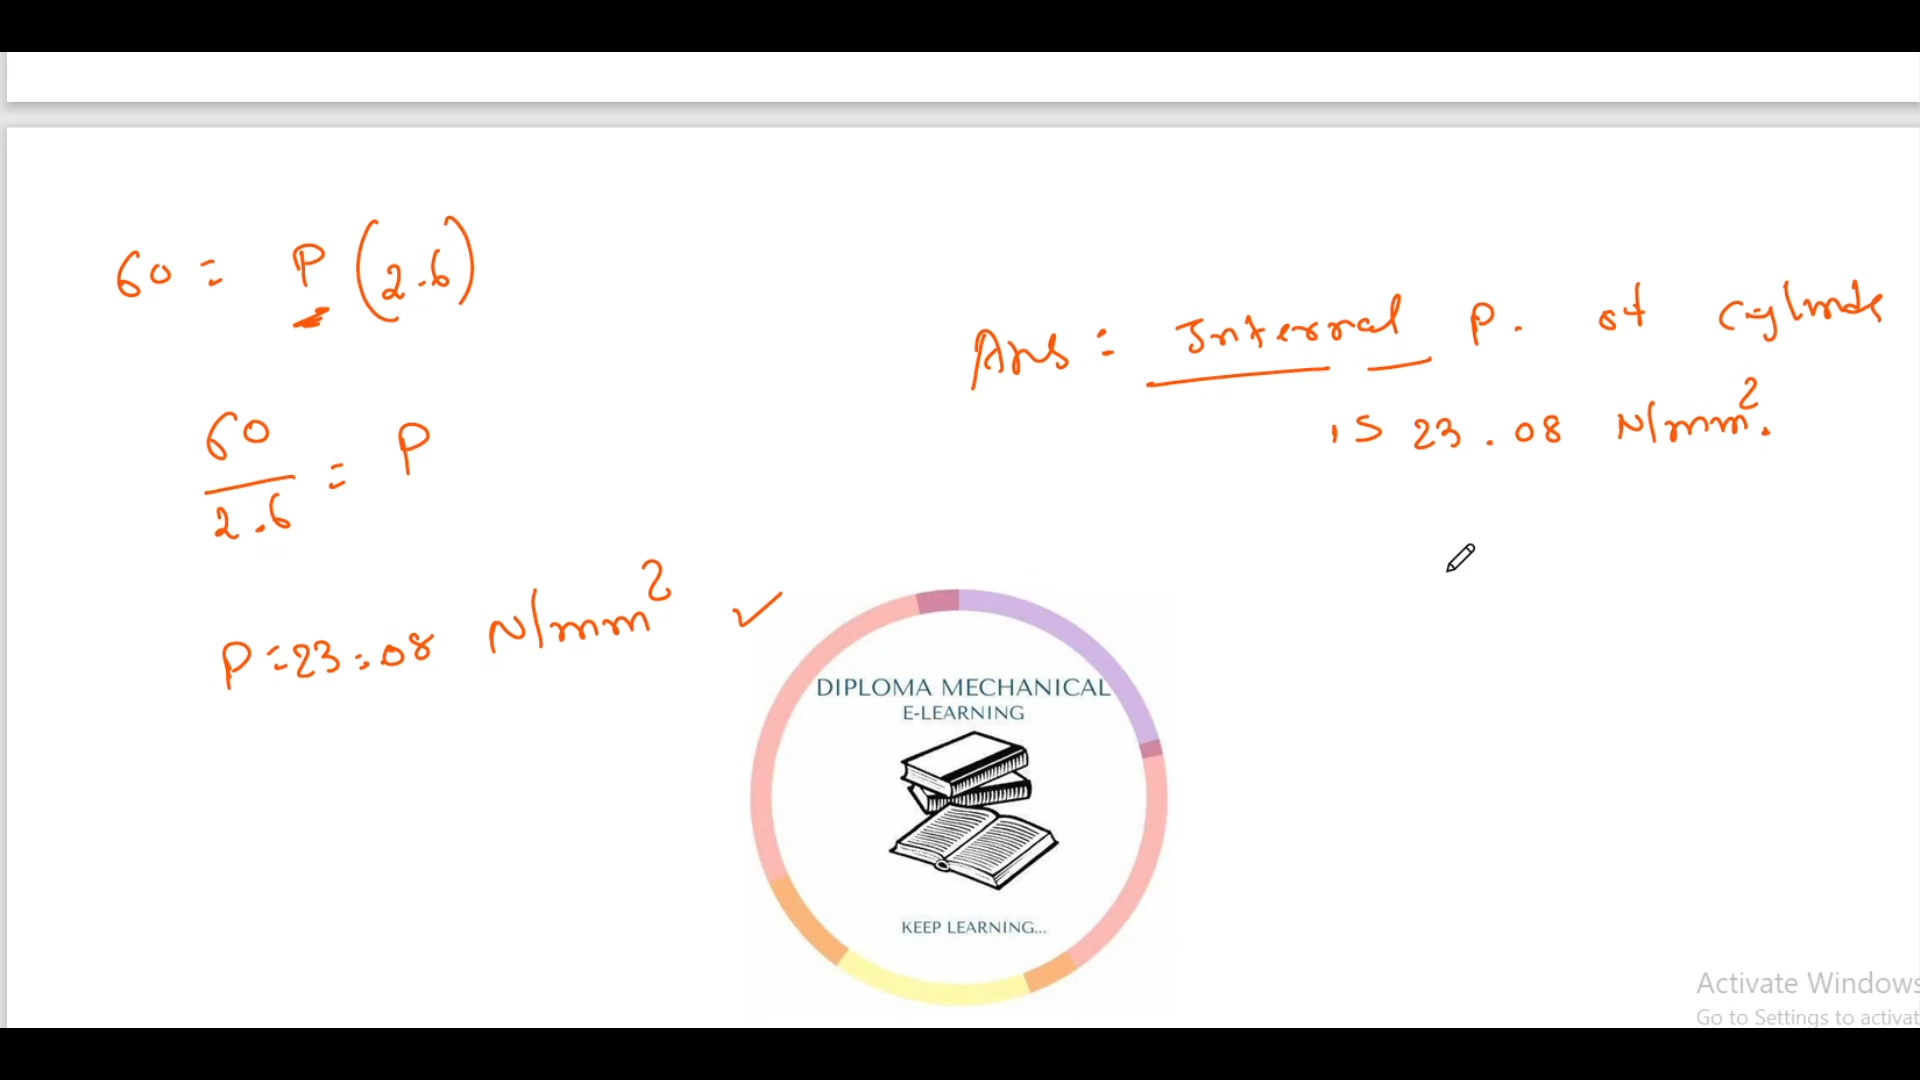 60 = P (2.6)
60
2.6
= P
P = 23.08 N/mm²
Ans : Internal P. of Cylinde
is 23.08 N/mm².
DIPLOMA MECHANICAL
E-LEARNING
KEEP LEARNING...
Activate Windows
Go to Settings to activat